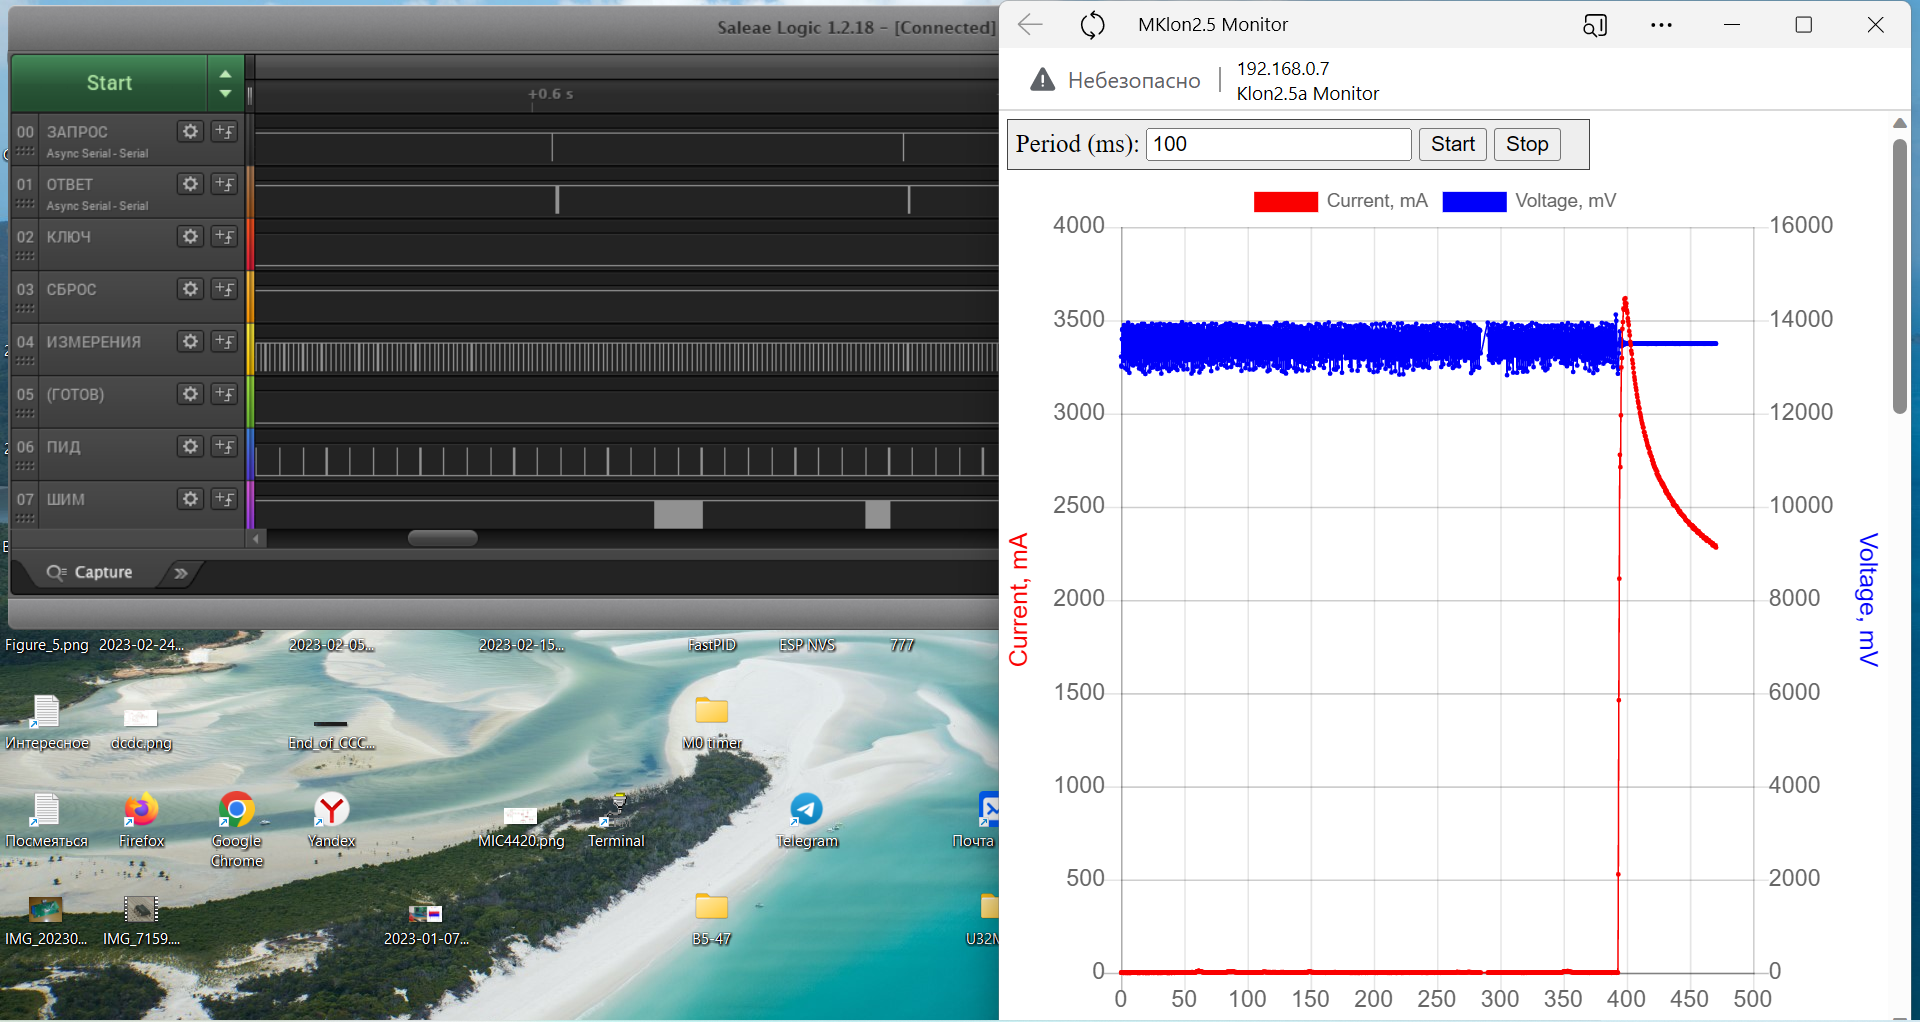 Saleae Logic 1.2.18 - [Connected]
Start
+0.6 s
00 ЗАПРОС
Async Serial - Serial
01 ОТВЕТ
Async Serial - Serial
02 КЛЮЧ
03 СБРОС
04 ИЗМЕРЕНИЯ
05 (ГОТОВ)
06 ПИД
07 ШИМ
Capture
MKlon2.5 Monitor
Небезопасно
192.168.0.7
Klon2.5a Monitor
Period (ms): 100 Start Stop
Current, mA Voltage, mV
4000 16000
3500 14000
3000 12000
2500 10000
2000 8000
1500 6000
1000 4000
500 2000
0 0
0 50 100 150 200 250 300 350 400 450 500
Current, mA
Voltage, mV
Figure_5.png 2023-02-24... 2023-02-05... 2023-02-15... FastPID ESP NVS 777
Интересное dcdc.png End_of_CCC... M0 timer
Посмеяться Firefox Google Chrome Yandex MIC4420.png Terminal Telegram Почта
IMG_20230... IMG_7159.... 2023-01-07... B5-47